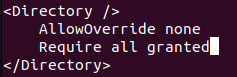 <Directory />
    AllowOverride none
    Require all granted
</Directory>